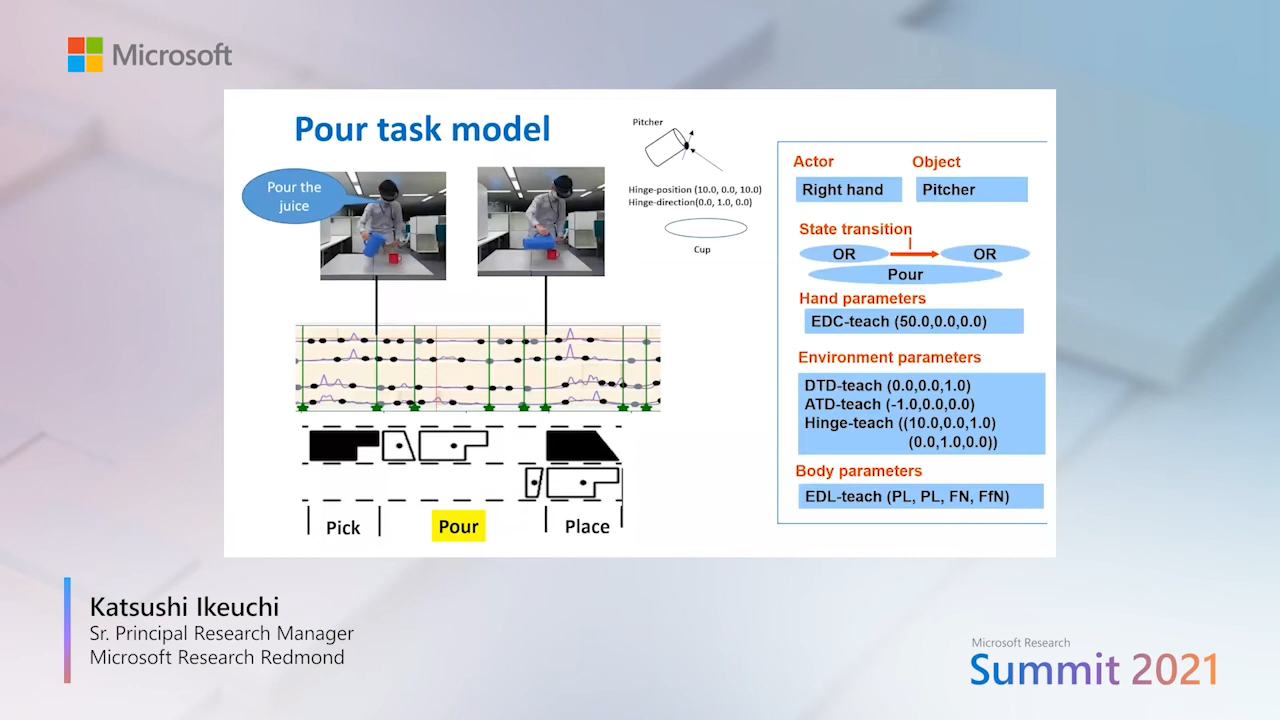 Microsoft
Pour task model
Pour the
juice
Pitcher
Hinge-position (10.0, 0.0, 10.0)
Hinge-direction(0.0, 1.0, 0.0)
Cup
Pick
Pour
Place
Actor
Object
Right hand
Pitcher
State transition
OR
OR
Pour
Hand parameters
EDC-teach (50.0,0.0,0.0)
Environment parameters
DTD-teach (0.0,0.0,1.0)
ATD-teach (-1.0,0.0,0.0)
Hinge-teach ((10.0,0.0,1.0)
(0.0,1.0,0.0))
Body parameters
EDL-teach (PL, PL, FN, FfN)
Katsushi Ikeuchi
Sr. Principal Research Manager
Microsoft Research Redmond
Microsoft Research
Summit 2021